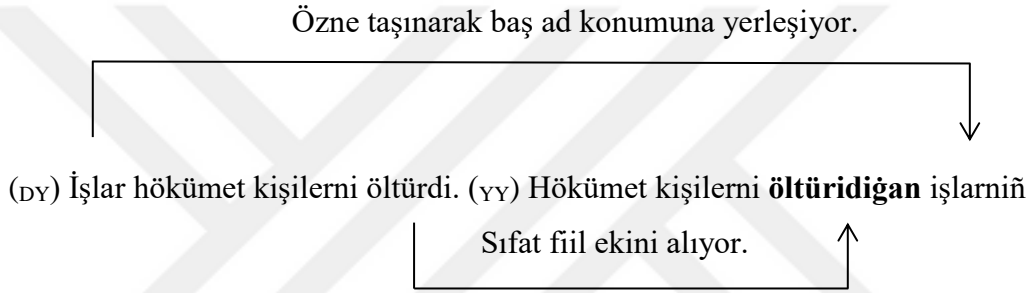 Özne taşınarak baş ad konumuna yerleşiyor.
(DY) İşlar hökümet kişilerni öltürdi. (YY) Hökümet kişilerni öltüridiġan işlarniñ
Sıfat fiil ekini alıyor.